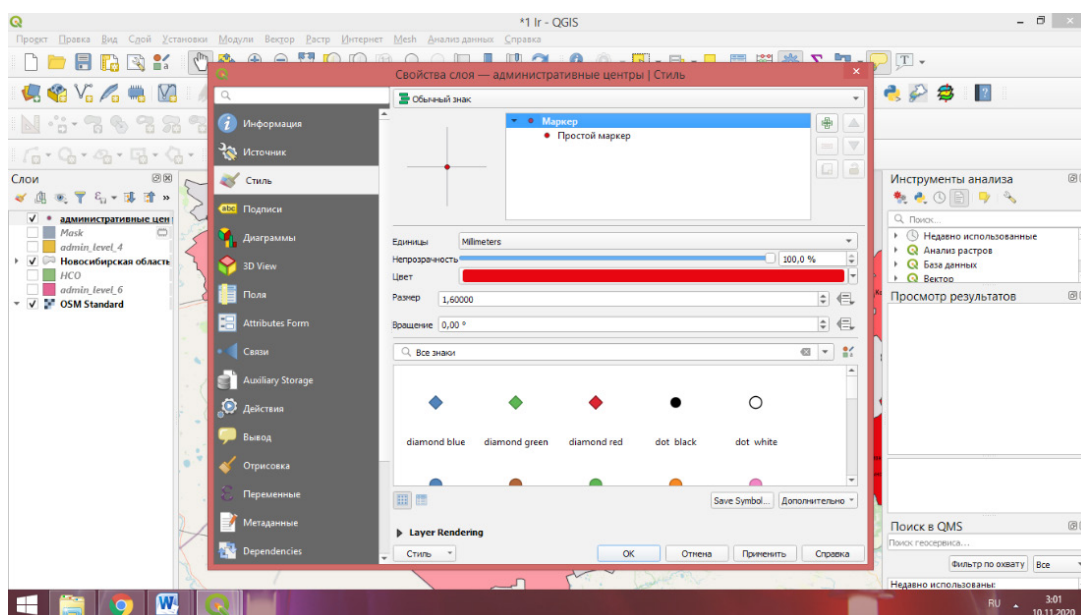 *1 lr - QGIS
Проект Правка Вид Слой Установки Модули Вектор Растр Интернет Mesh Анализ данных Справка
Свойства слоя — административные центры | Стиль
Обычный знак
Информация
Источник
Стиль
abc Подписи
Диаграммы
3D View
Поля
Attributes Form
Связи
Auxiliary Storage
Действия
Вывод
Отрисовка
Переменные
Метаданные
Dependencies
Маркер
Простой маркер
Единицы Milimeters
Непрозрачность 100,0 %
Цвет
Размер 1,60000
Вращение 0,00 °
Все знаки
diamond blue diamond green diamond red dot black dot white
Save Symbol... Дополнительно
Layer Rendering
Стиль OK Отмена Применить Справка
Слои
административные цен
Mask
admin_level_4
Новосибирская область
НСО
admin_level_6
OSM Standard
Инструменты анализа
Поиск...
Недавно использованные
Анализ растров
База данных
Вектор
Просмотр результатов
Поиск в QMS
Поиск геосервиса...
Фильтр по охвату Все
Недавно использованы:
RU 3:01
10.11.2020